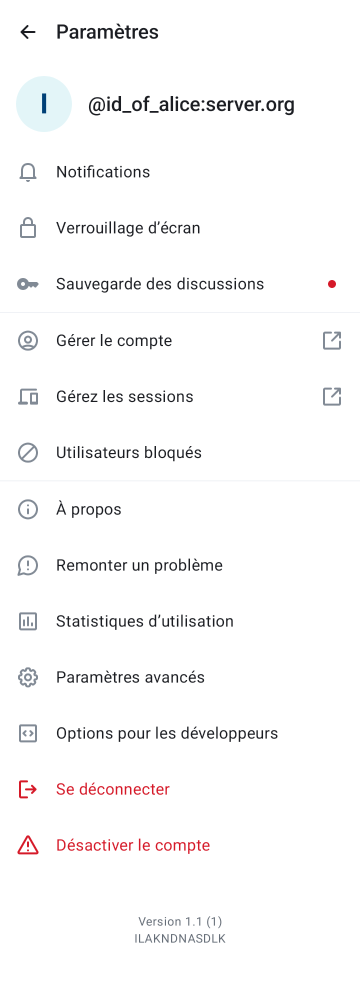 Paramètres
I
@id_of_alice:server.org
Notifications
Verrouillage d’écran
Sauvegarde des discussions
Gérer le compte
Gérez les sessions
Utilisateurs bloqués
À propos
Remonter un problème
Statistiques d’utilisation
Paramètres avancés
Options pour les développeurs
Se déconnecter
Désactiver le compte
Version 1.1 (1)
ILAKNDNASDLK